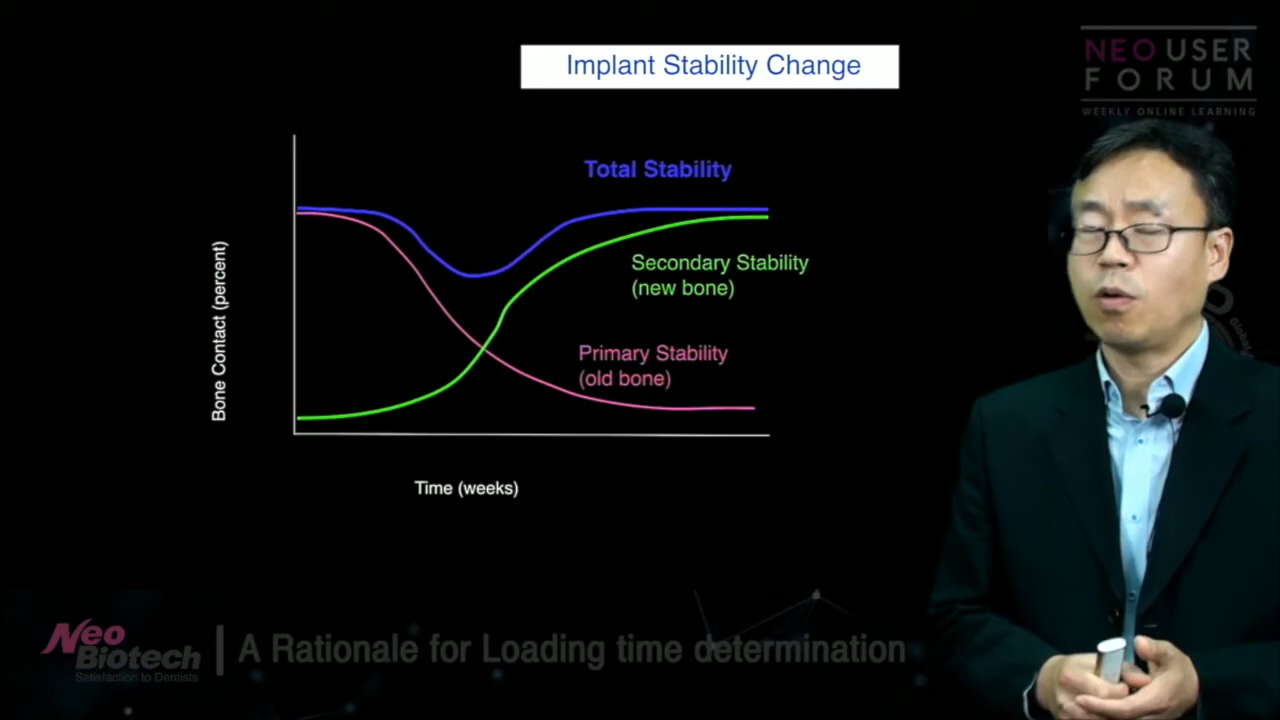 Implant Stability Change
NEO USER
FORUM
WEEKLY ONLINE LEARNING
Total Stability
Secondary Stability
(new bone)
Primary Stability
(old bone)
Bone Contact (percent)
Time (weeks)
Neo
Biotech
Satisfaction to Dentists
A Rationale for Loading time determination